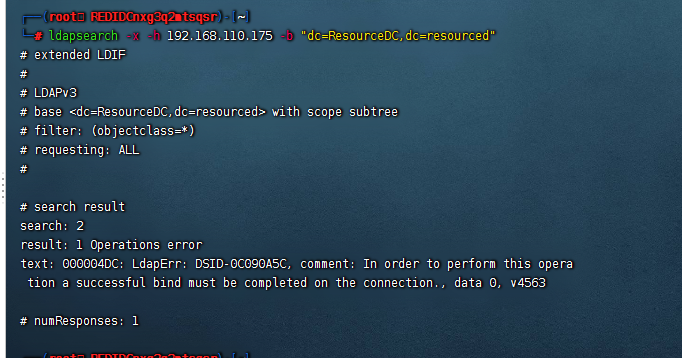 ┌──(root㉿ REDIDCnxg3q2mtsqsr)-[~]
└─# ldapsearch -x -h 192.168.110.175 -b "dc=ResourceDC,dc=resourced"
# extended LDIF
#
# LDAPv3
# base <dc=ResourceDC,dc=resourced> with scope subtree
# filter: (objectclass=*)
# requesting: ALL
#
# search result
search: 2
result: 1 Operations error
text: 000004DC: LdapErr: DSID-0C090A5C, comment: In order to perform this opera
tion a successful bind must be completed on the connection., data 0, v4563
# numResponses: 1
┌──(root㉿ REDIDCnxg3q2mtsqsr)-[~]